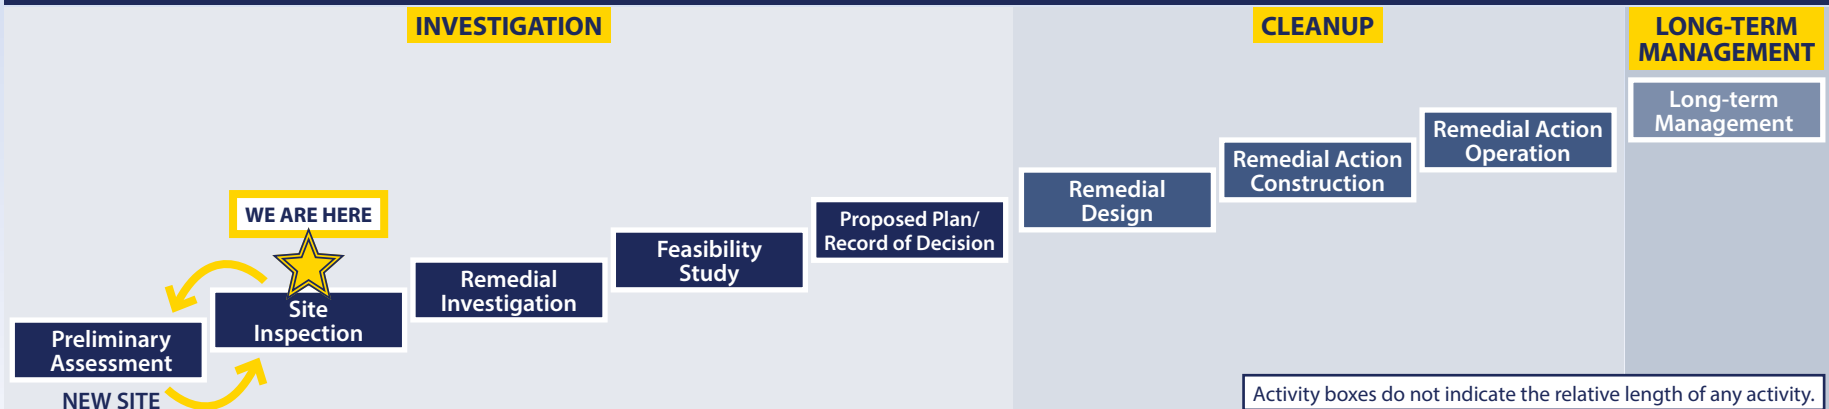 INVESTIGATION
CLEANUP
LONG-TERM
MANAGEMENT
WE ARE HERE
Preliminary
Assessment
NEW SITE
Site
Inspection
Remedial
Investigation
Feasibility
Study
Proposed Plan/
Record of Decision
Remedial
Design
Remedial Action
Construction
Remedial Action
Operation
Long-term
Management
Activity boxes do not indicate the relative length of any activity.